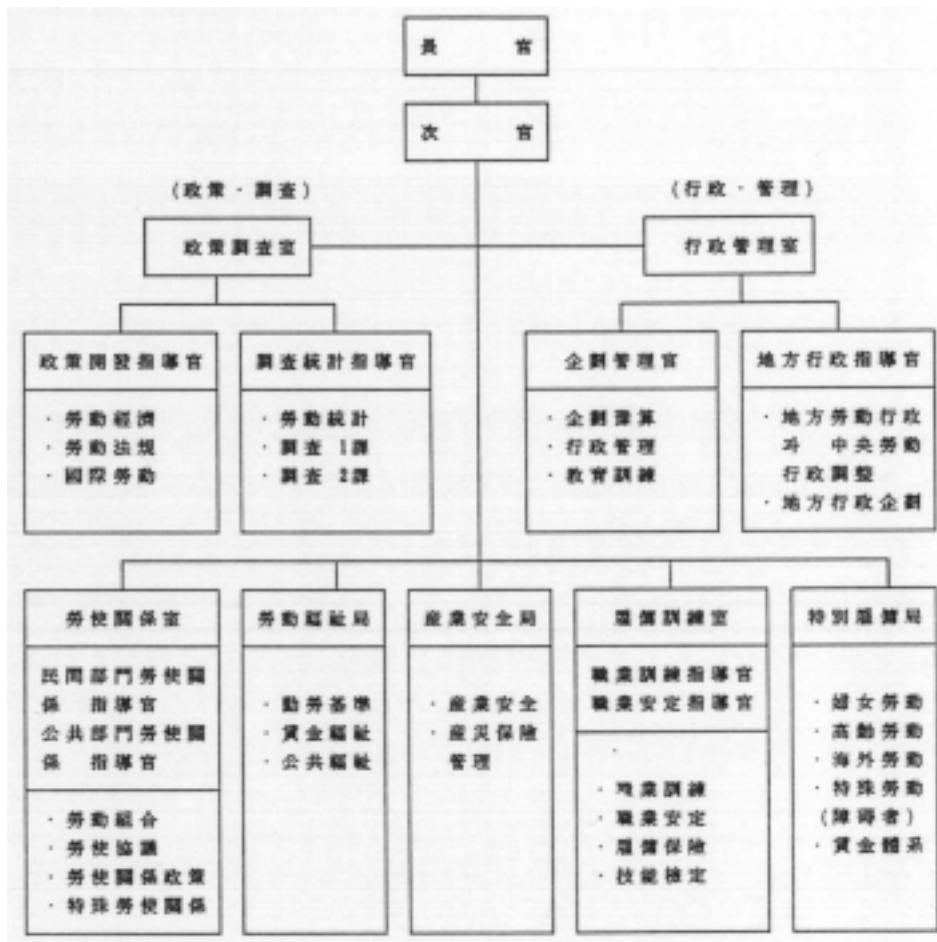 長 官
次 官
(政策·調査)
(行政·管理)
政策調査室
行政管理室
政策開發指導官
調査統計指導官
企劃管理官
地方行政指導官
· 勞動經濟
· 勞動法規
· 國際勞動
· 勞動統計
· 調査 1課
· 調査 2課
· 企劃豫算
· 行政管理
· 敎育訓練
· 地方勞動行政
과 中央勞動
行政調整
· 地方行政企劃
勞使關係室
勞動福祉局
産業安全局
雇傭訓練室
特別雇傭局
民間部門勞使關
係 指導官
公共部門勞使關
係 指導官
· 勞動組合
· 勞使協議
· 勞使關係政策
· 特殊勞使關係
· 勤勞基準
· 賃金福祉
· 公共福祉
· 産業安全
· 産災保險
管理
職業訓練指導官
職業安定指導官
· 職業訓練
· 職業安定
· 雇傭保險
· 技能檢定
· 婦女勞動
· 高齡勞動
· 海外勞動
· 特殊勞動
(障碍者)
· 賃金體系